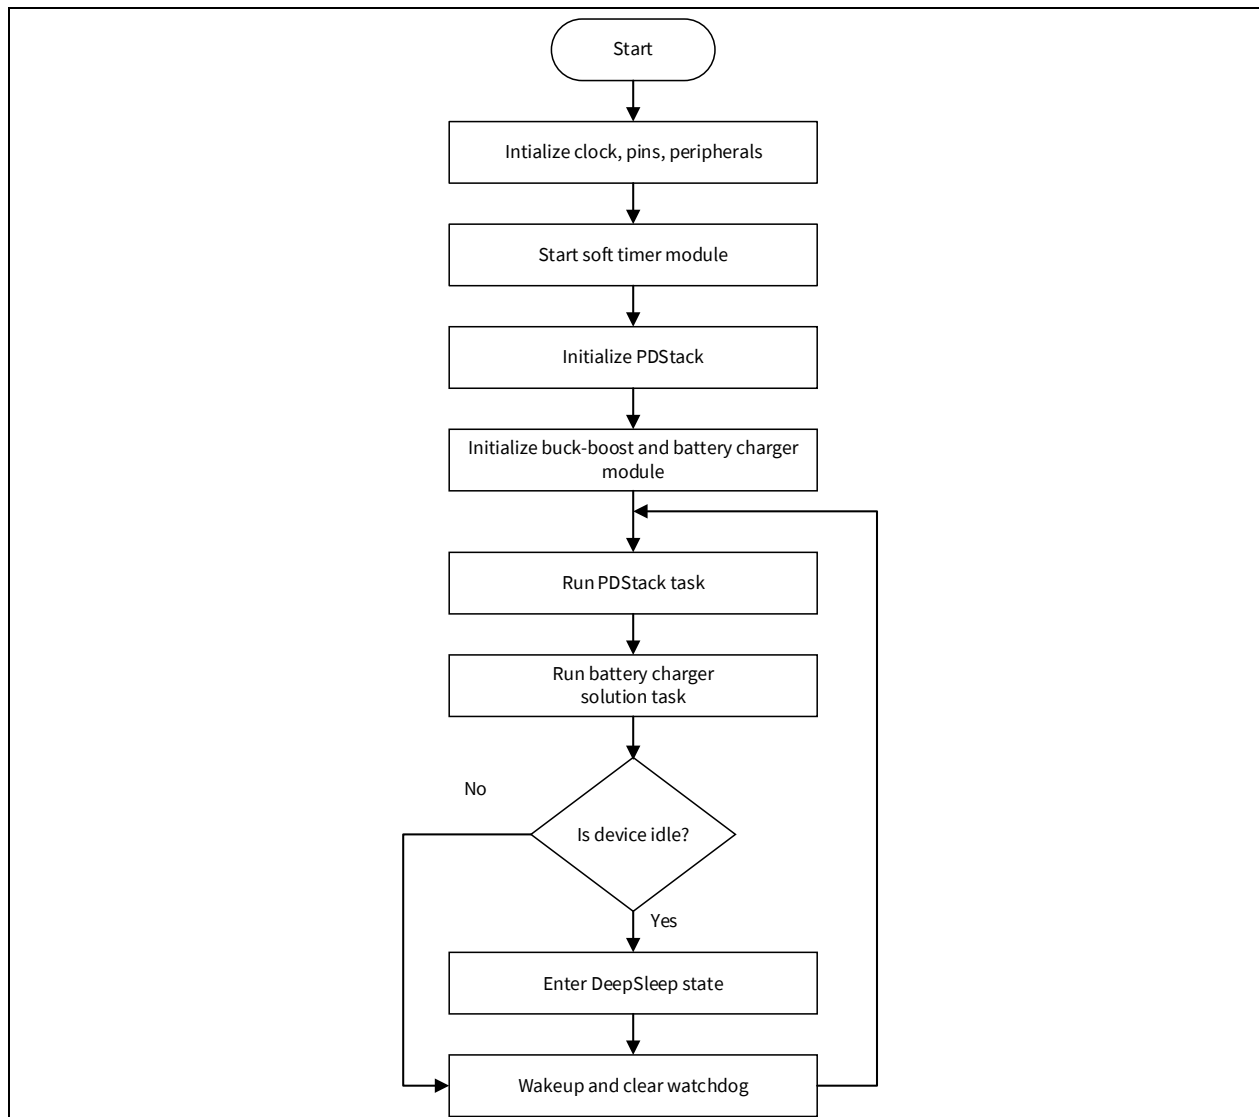 Start
Intialize clock, pins, peripherals
Start soft timer module
Initialize PDStack
Initialize buck-boost and battery charger
module
Run PDStack task
Run battery charger
solution task
No
Is device idle?
Yes
Enter DeepSleep state
Wakeup and clear watchdog